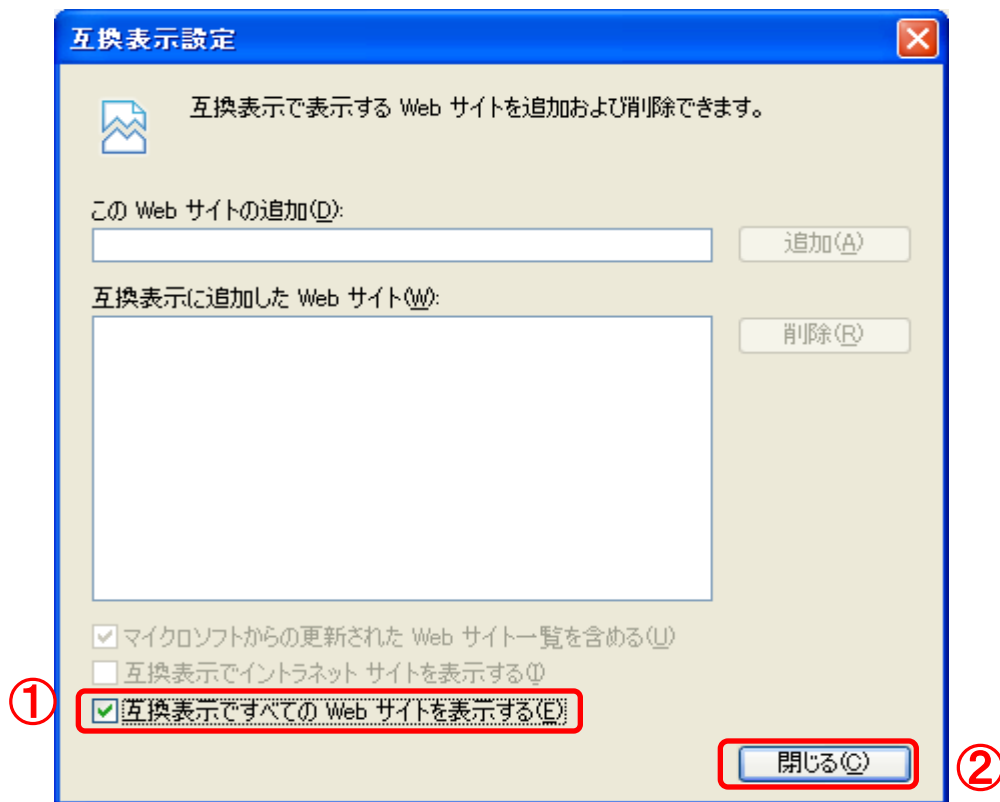 互換表示設定
互換表示で表示する Web サイトを追加および削除できます。
この Web サイトの追加(D):
追加(A)
互換表示に追加した Web サイト(W):
削除(R)
マイクロソフトからの更新された Web サイト一覧を含める(U)
互換表示でイントラネット サイトを表示する(I)
① 互換表示ですべての Web サイトを表示する(E)
閉じる(C) ②